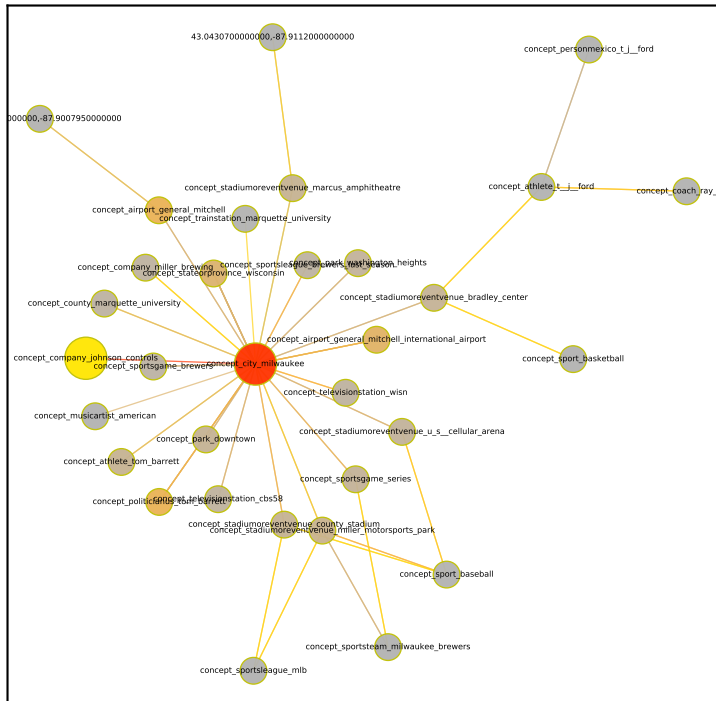 43.0430700000000,-87.9112000000000
concept_personmexico_t_j__ford
000000,-87.9007950000000
concept_stadiumoreventvenue_marcus_amphitheatre
concept_athlete_t__j__ford
concept_coach_ray_
concept_airport_general_mitchell
concept_trainstation_marquette_university
concept_park_washington_heights
concept_sportsleague_brewers_last_season
concept_company_miller_brewing
concept_stateorprovince_wisconsin
concept_stadiumoreventvenue_bradley_center
concept_county_marquette_university
concept_airport_general_mitchell_international_airport
concept_company_johnson_controls
concept_sport_basketball
concept_city_milwaukee
concept_sportsgame_brewers
concept_televisionstation_wisn
concept_musicartist_american
concept_stadiumoreventvenue_u_s__cellular_arena
concept_park_downtown
concept_athlete_tom_barrett
concept_sportsgame_series
concept_televisionstation_cbs58
concept_politicianus_tom_barrett
concept_stadiumoreventvenue_county_stadium
concept_stadiumoreventvenue_miller_motorsports_park
concept_sport_baseball
concept_sportsteam_milwaukee_brewers
concept_sportsleague_mlb